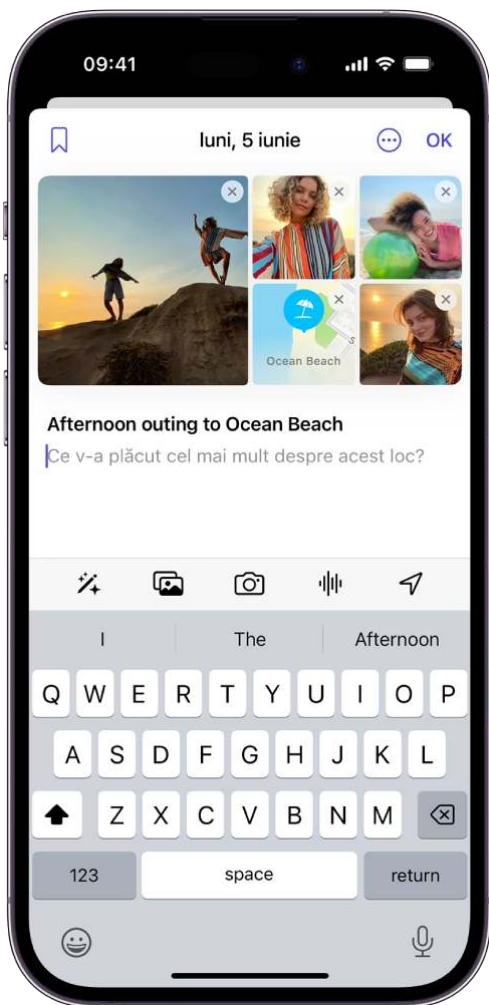 09:41
luni, 5 iunie
OK
Ocean Beach
Afternoon outing to Ocean Beach
Ce v-a plăcut cel mai mult despre acest loc?
I The Afternoon
Q W E R T Y U I O P
A S D F G H J K L
Z X C V B N M
123 space return